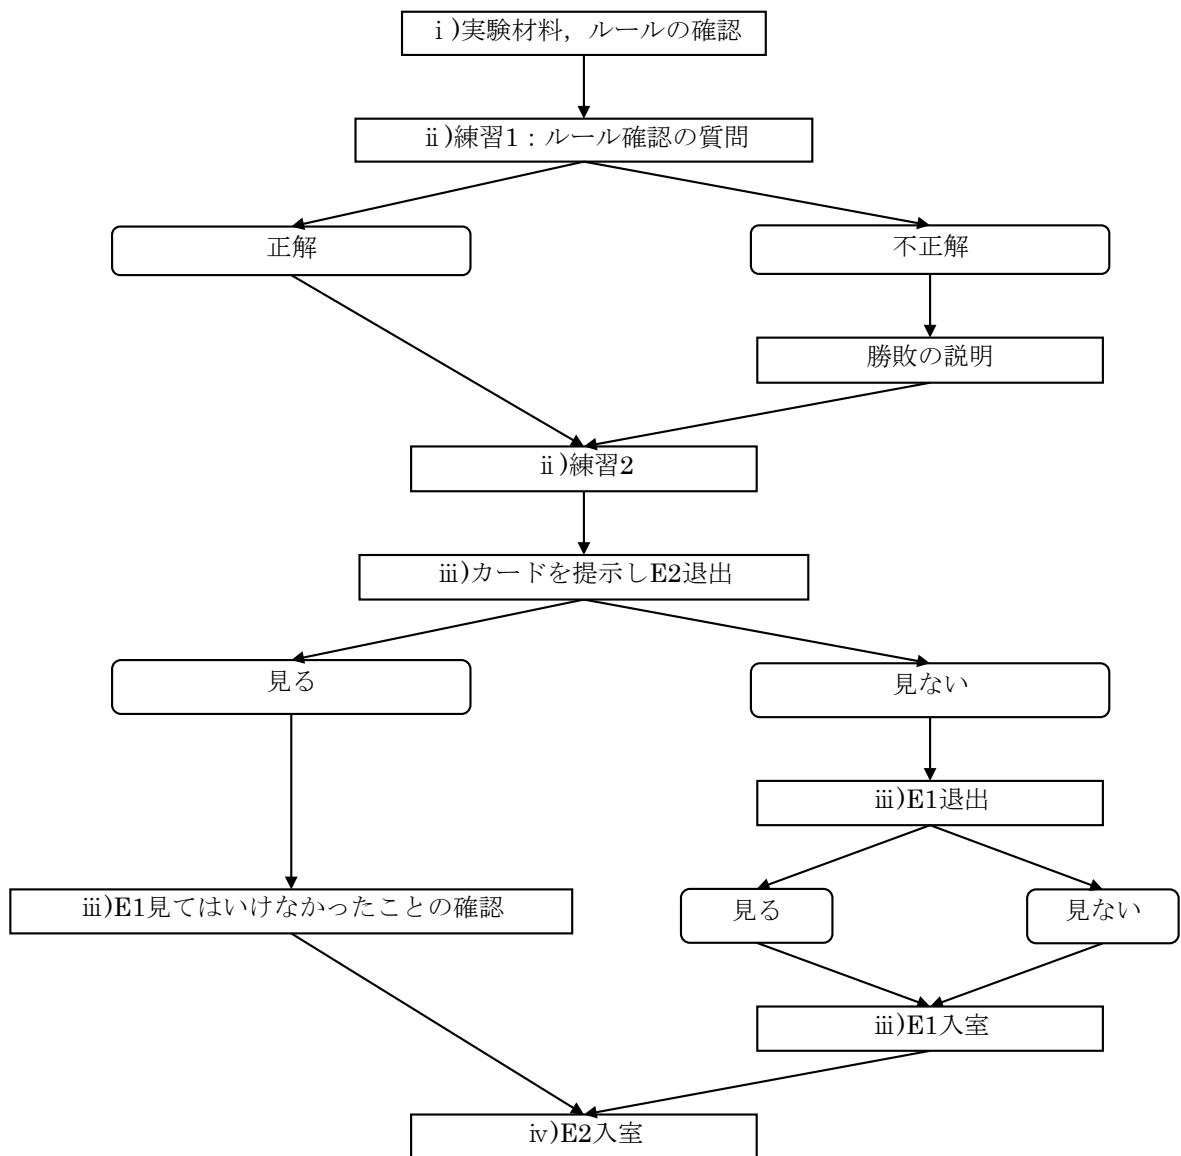 ⅰ)実験材料，ルールの確認
ⅱ)練習1：ルール確認の質問
正解
不正解
勝敗の説明
ⅱ)練習2
ⅲ)カードを提示しE2退出
見る
見ない
ⅲ)E1退出
ⅲ)E1見てはいけなかったことの確認
見る
見ない
ⅲ)E1入室
ⅳ)E2入室